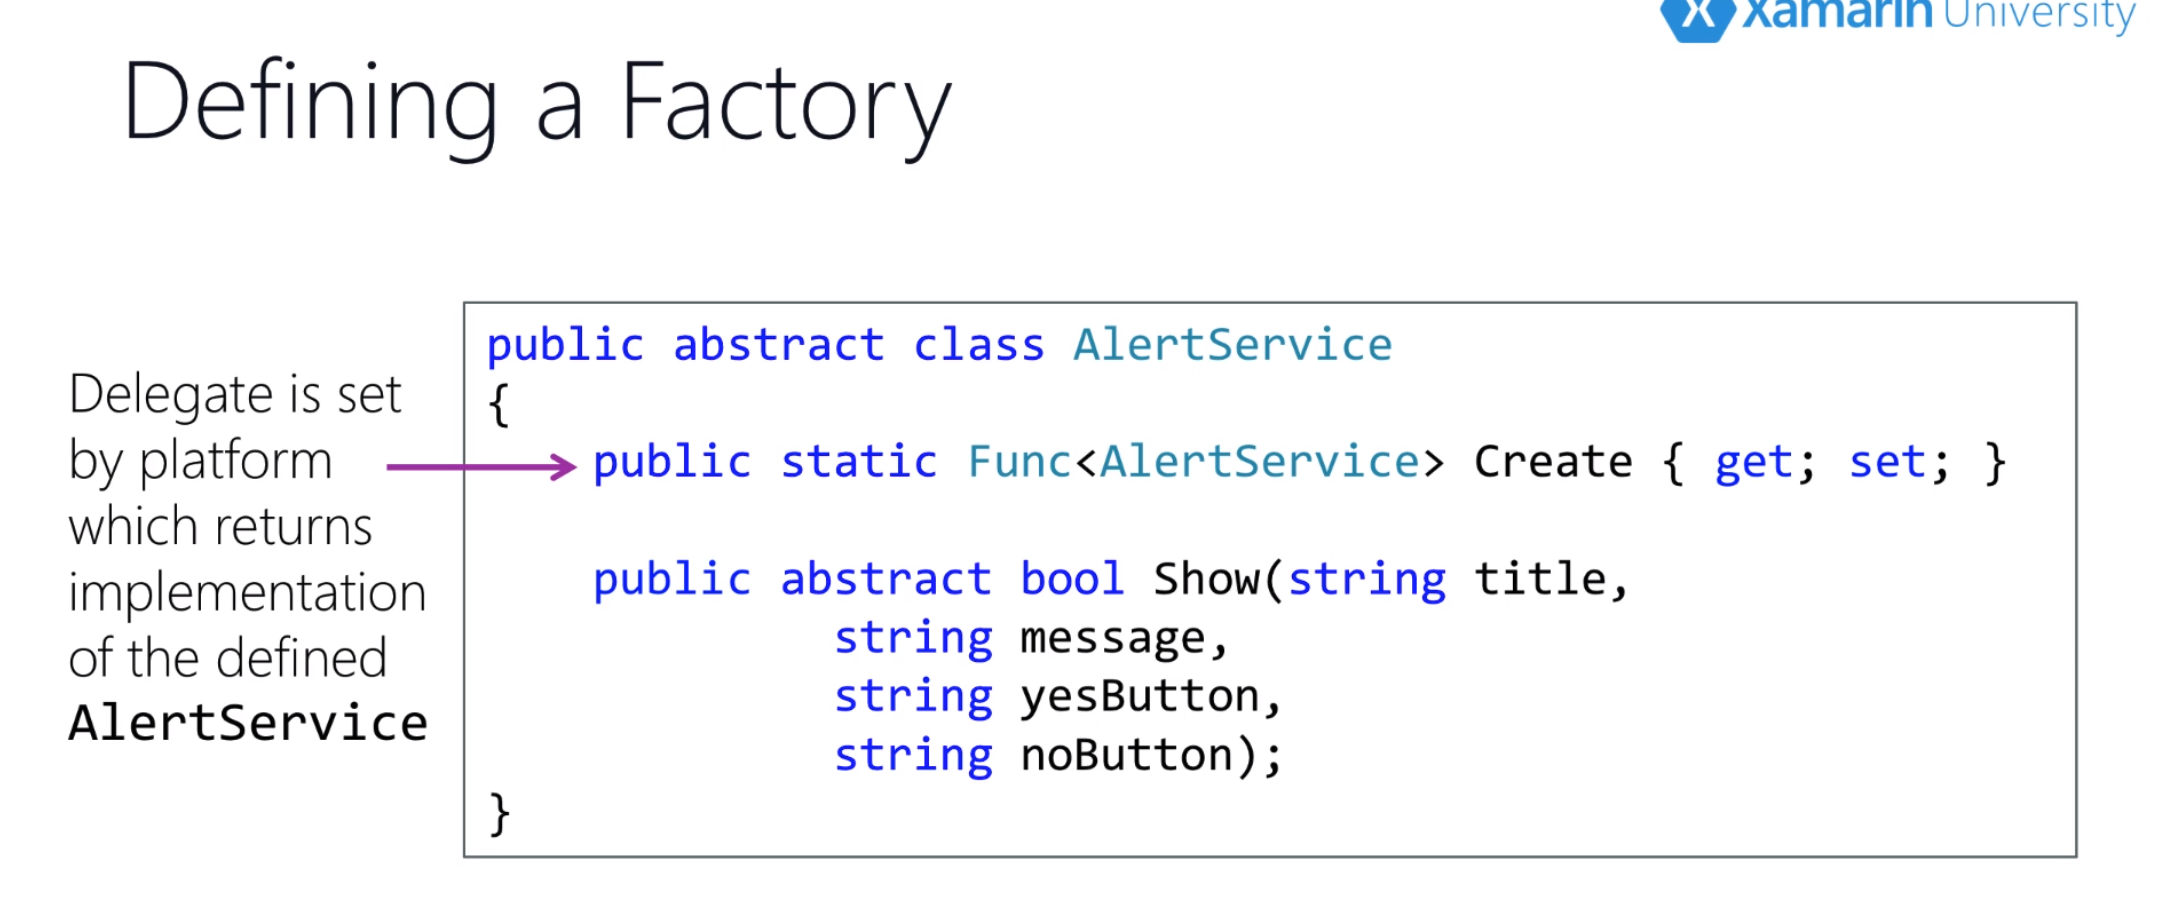 Xamarin University
Defining a Factory
Delegate is set
by platform
which returns
implementation
of the defined
AlertService
public abstract class AlertService
{
public static Func<AlertService> Create { get; set; }
public abstract bool Show(string title,
string message,
string yesButton,
string noButton);
}